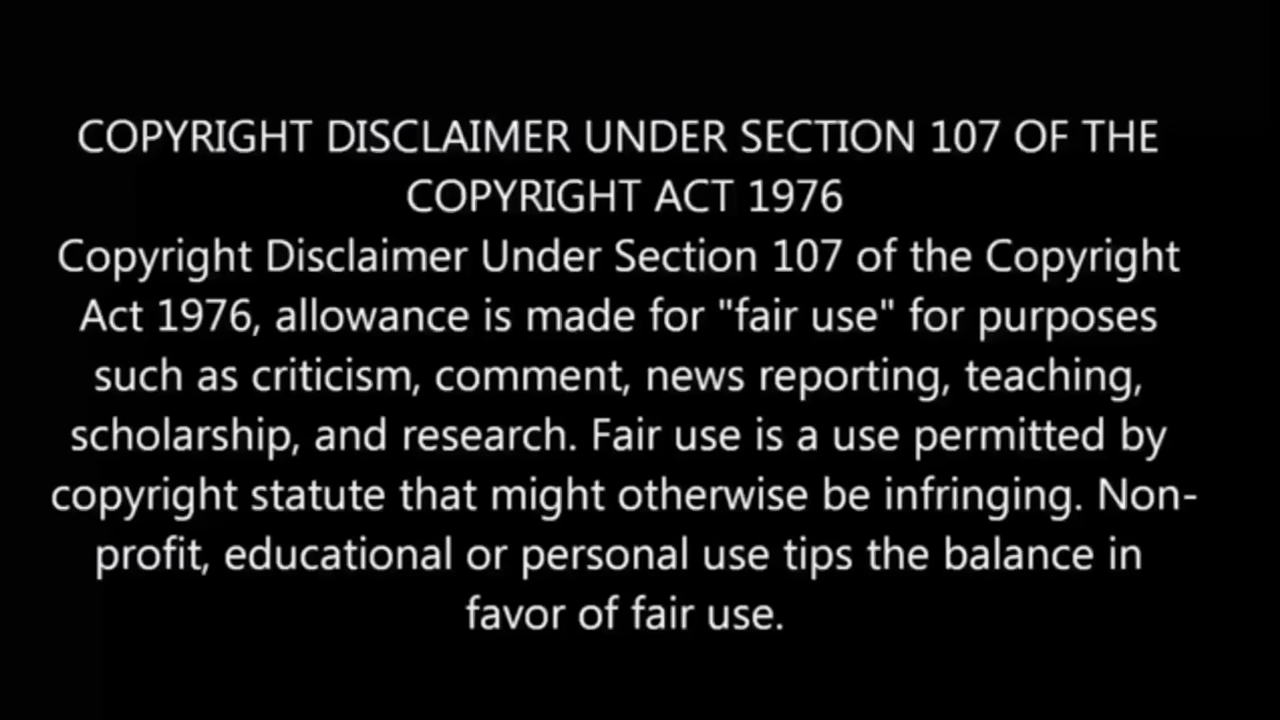 COPYRIGHT DISCLAIMER UNDER SECTION 107 OF THE
COPYRIGHT ACT 1976
Copyright Disclaimer Under Section 107 of the Copyright
Act 1976, allowance is made for "fair use" for purposes
such as criticism, comment, news reporting, teaching,
scholarship, and research. Fair use is a use permitted by
copyright statute that might otherwise be infringing. Non-
profit, educational or personal use tips the balance in
favor of fair use.